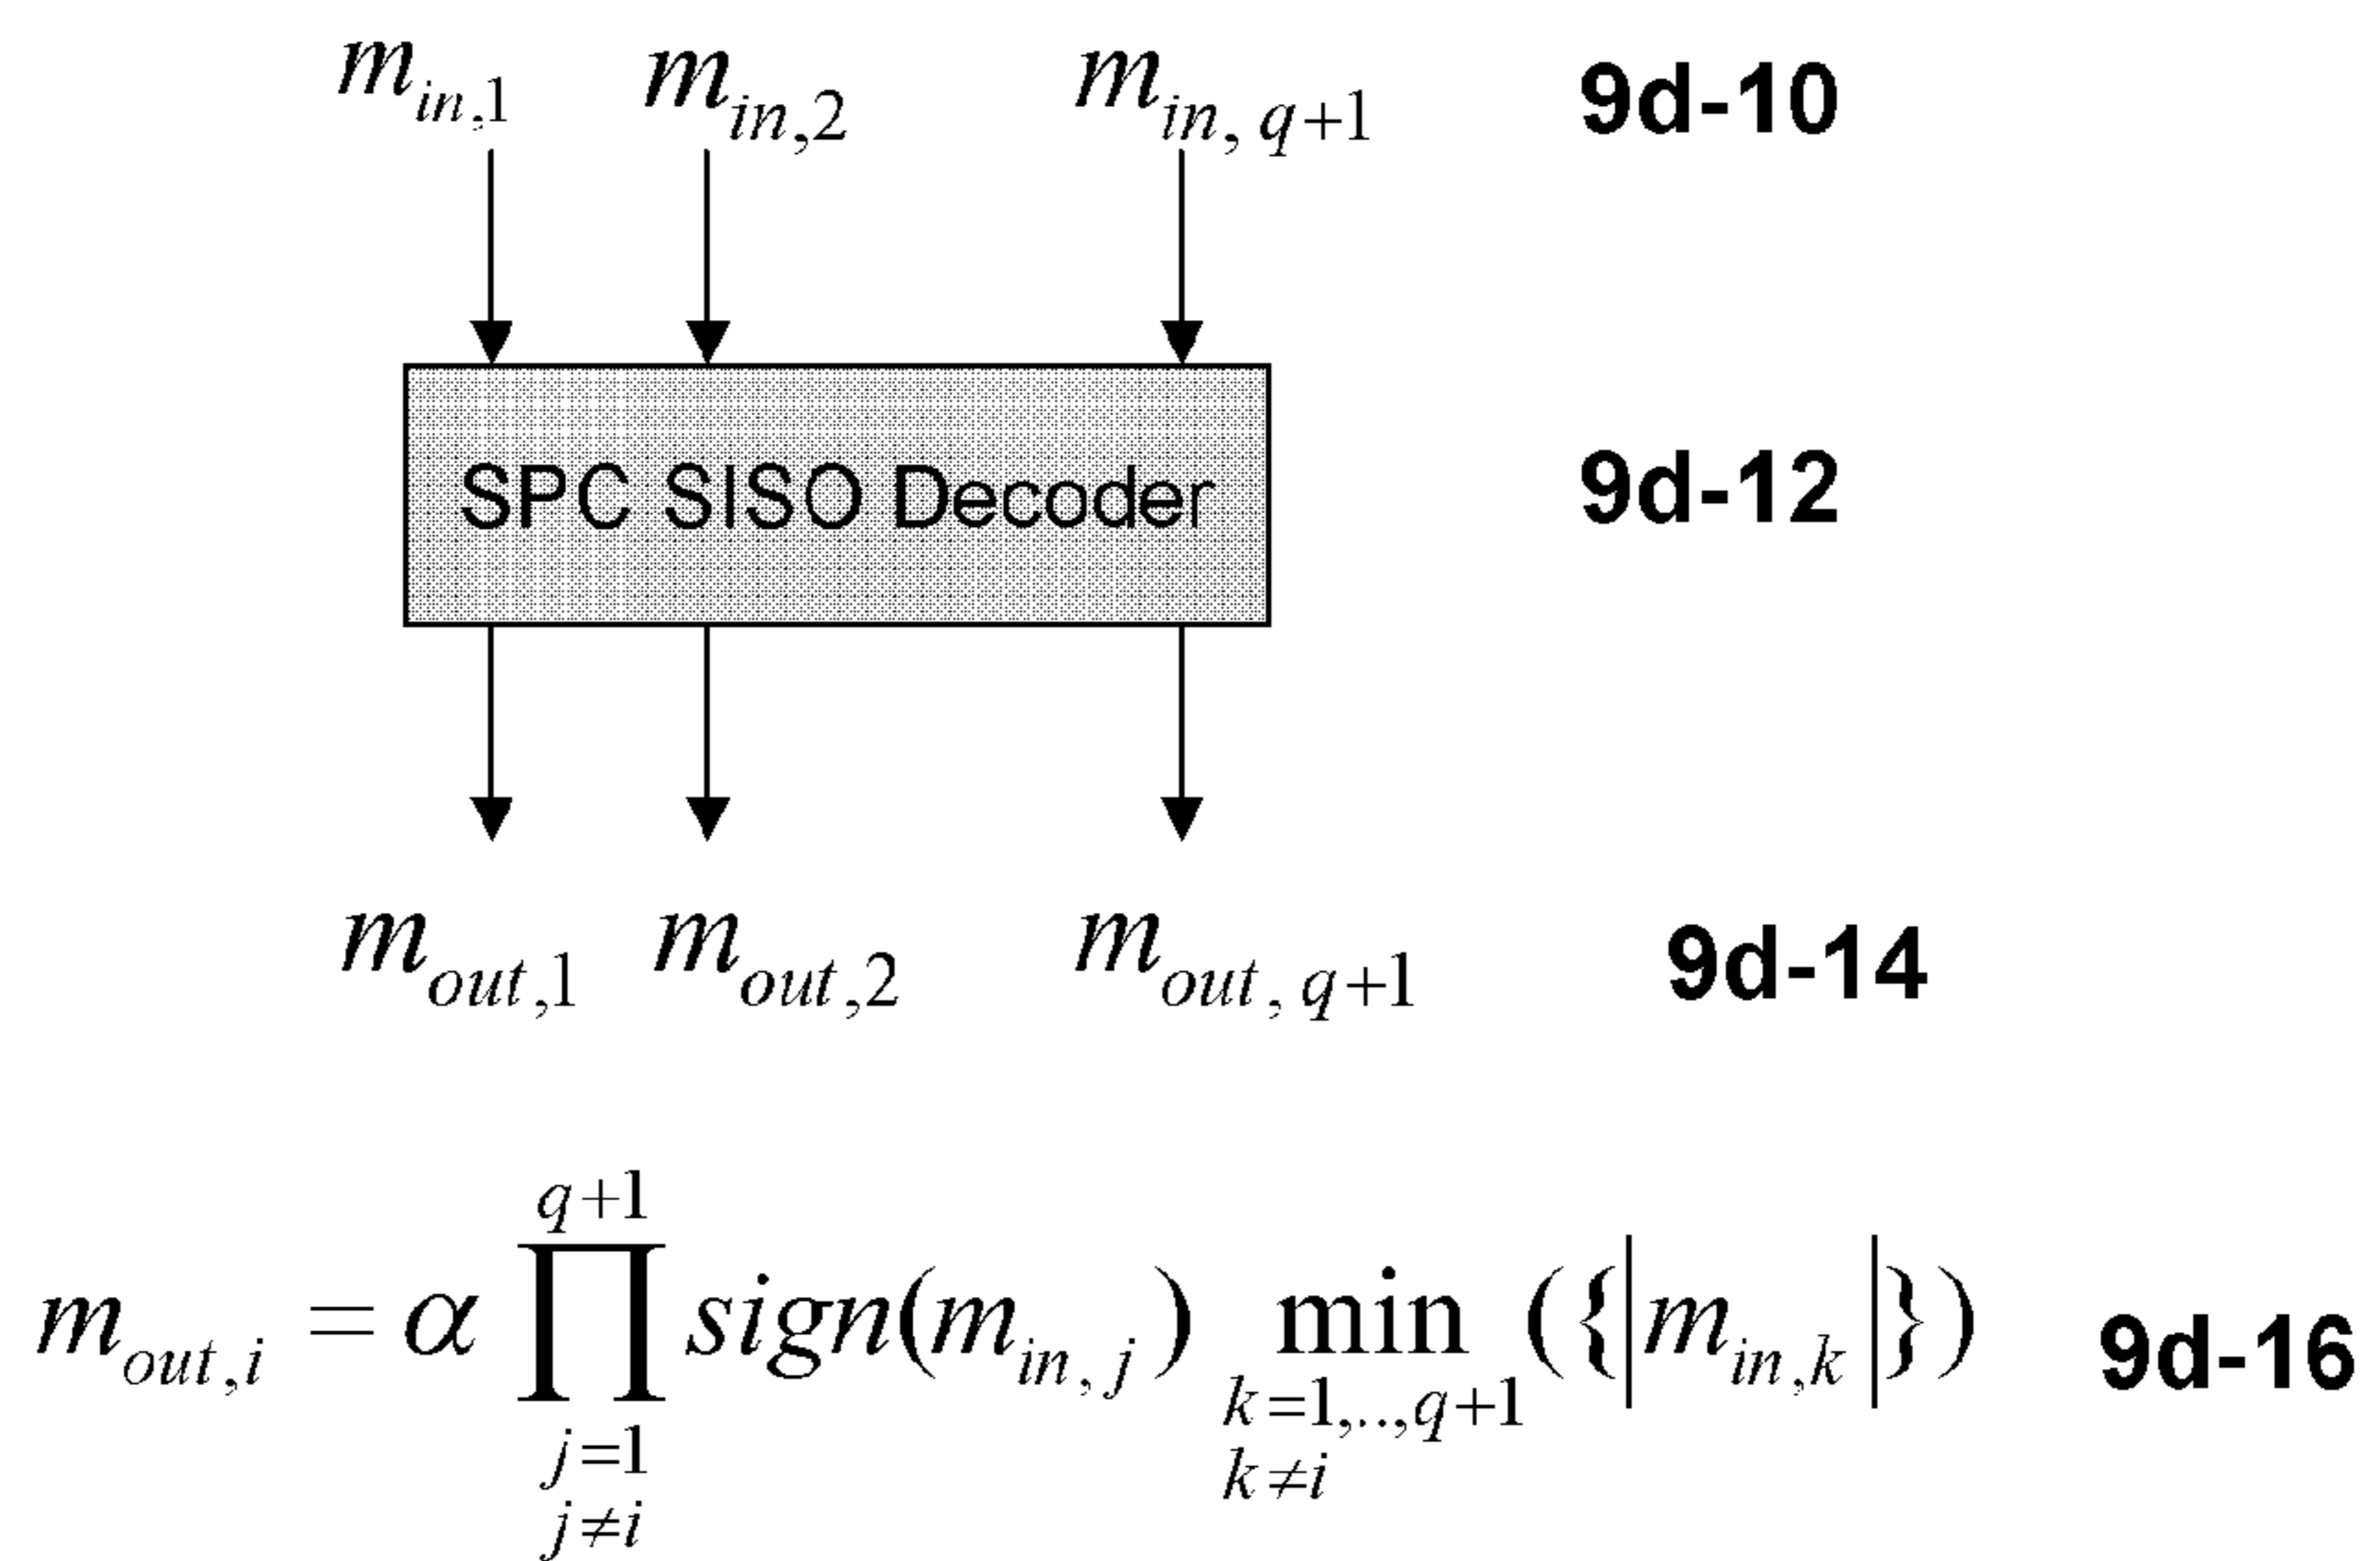 m_{in,1} m_{in,2} m_{in, q+1} 9d-10
SPC SISO Decoder 9d-12
m_{out,1} m_{out,2} m_{out, q+1} 9d-14
m_{out,i} = α ∏_{j=1, j≠i}^{q+1} sign(m_{in,j}) min_{k=1,..,q+1, k≠i} ({|m_{in,k}|}) 9d-16